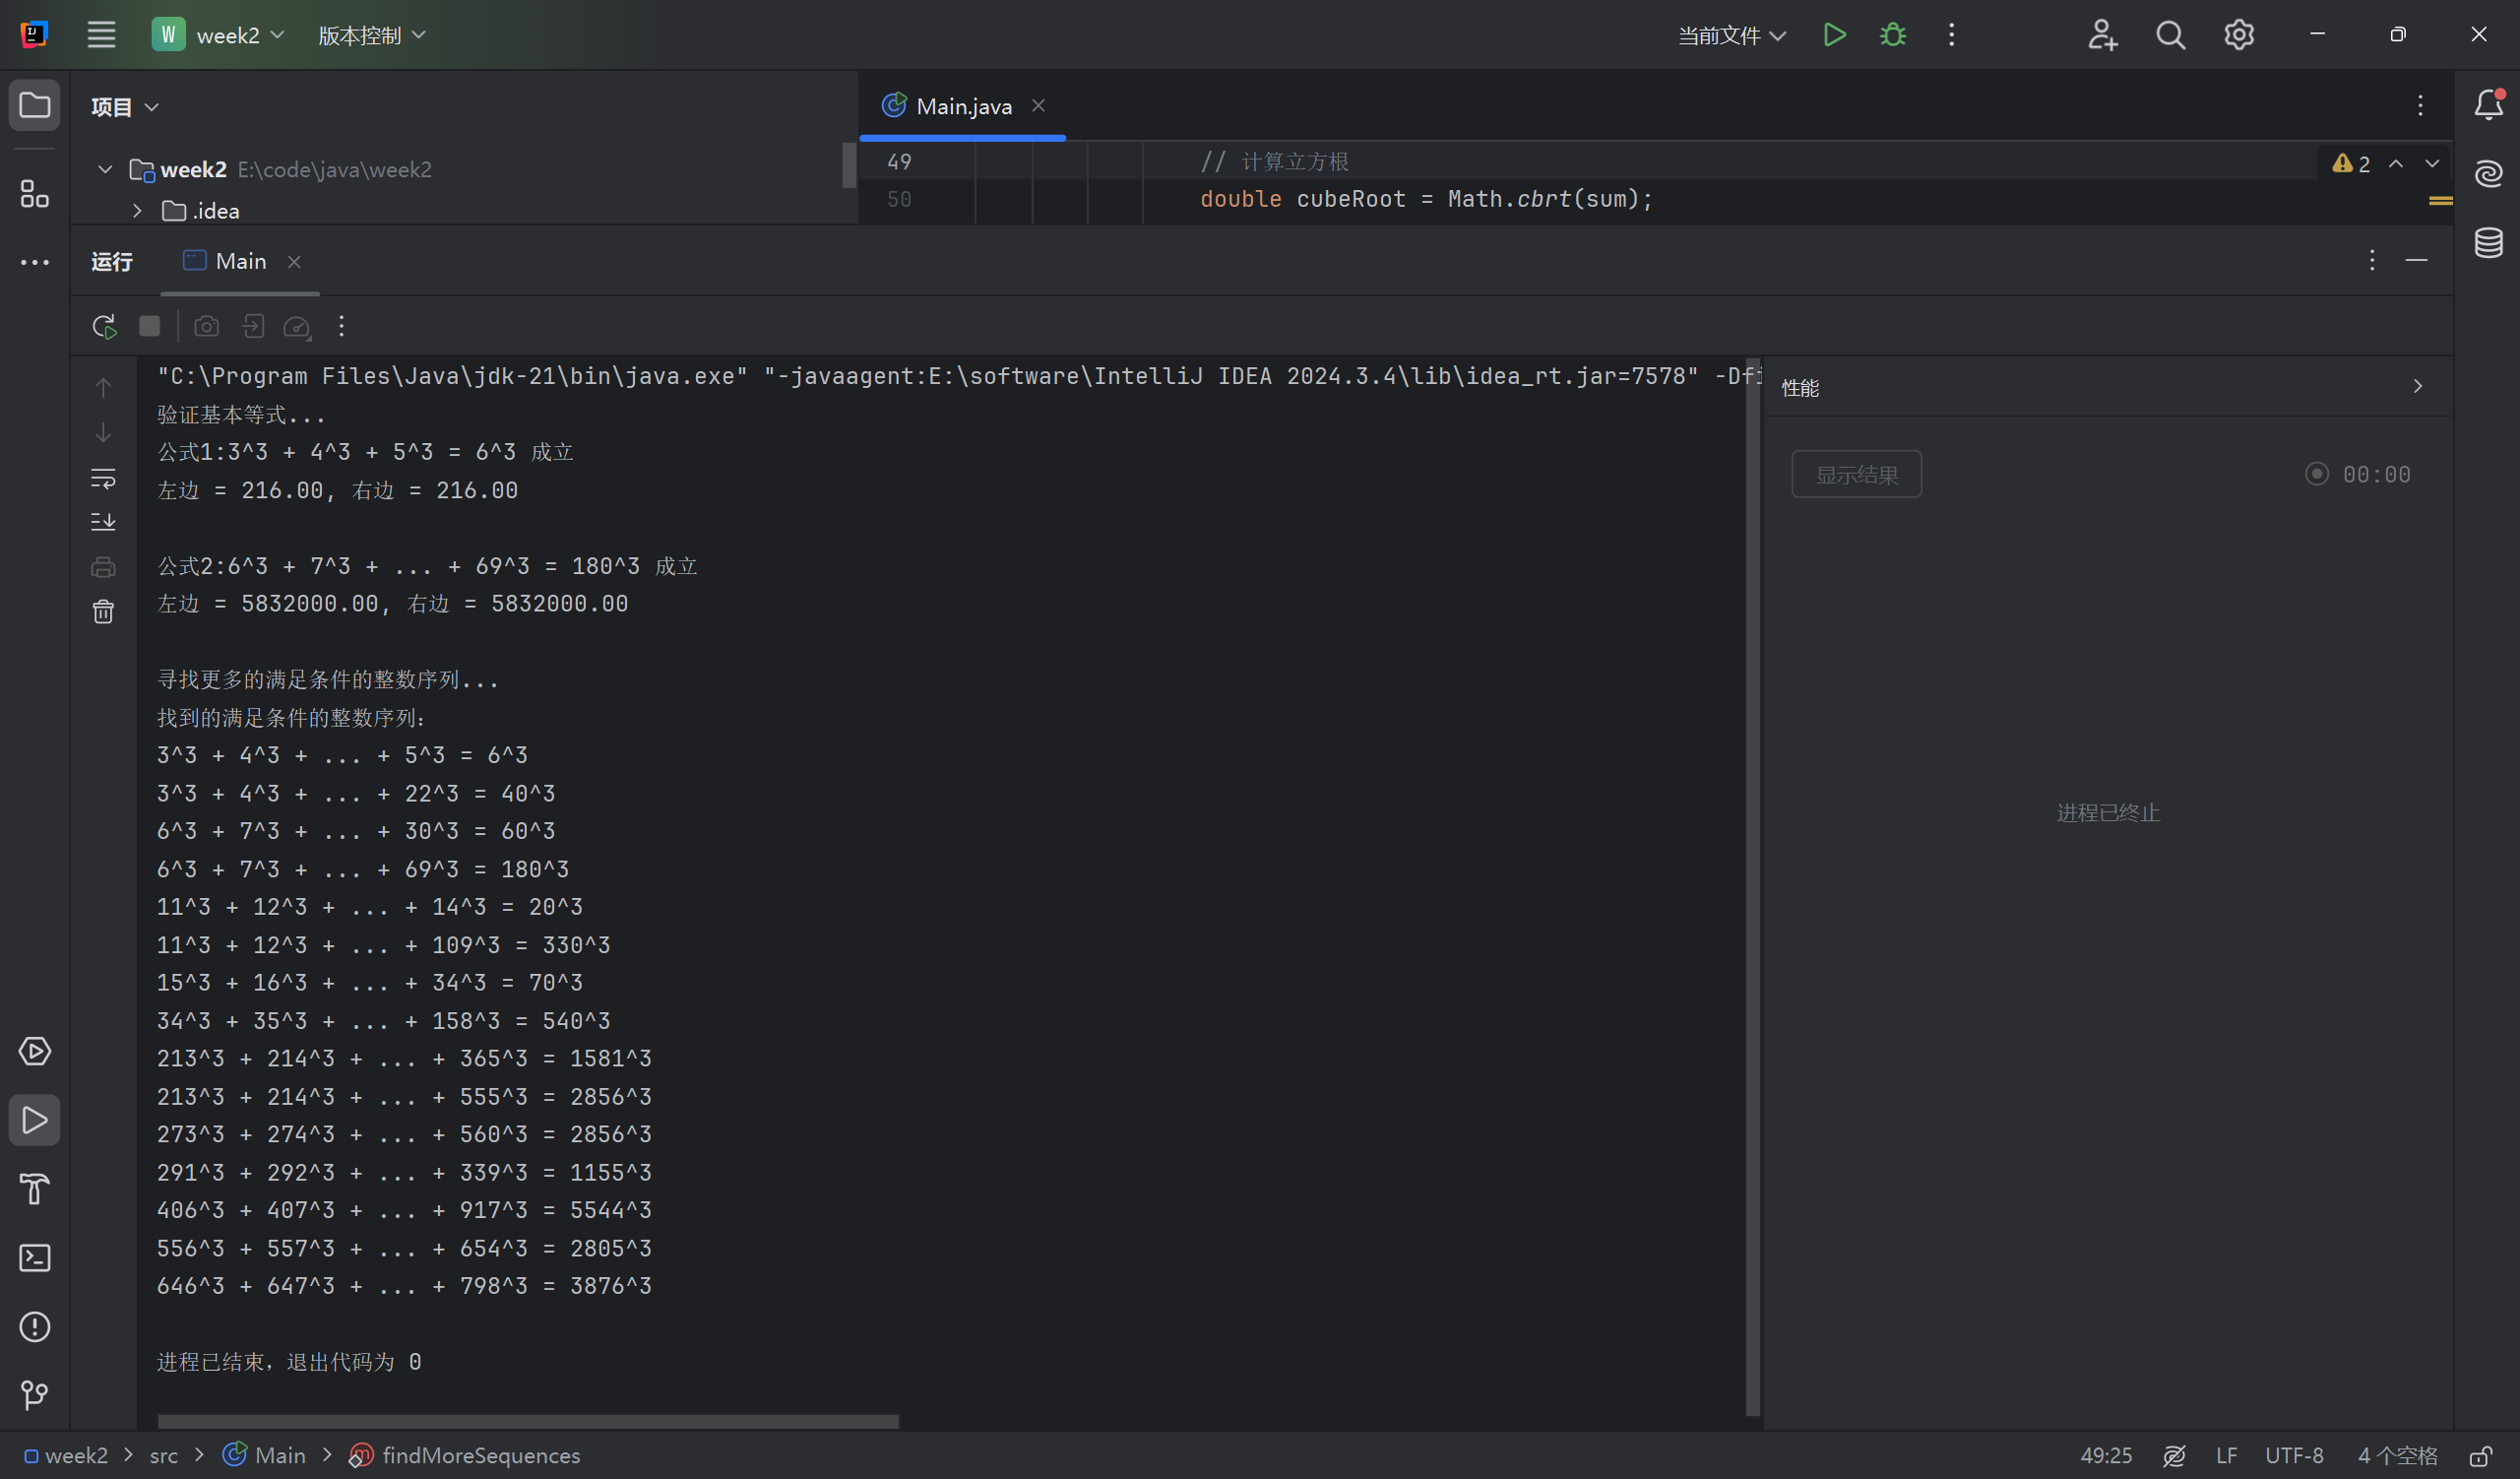 W week2 版本控制 当前文件
项目
Main.java
week2 E:\code\java\week2
.idea
49 // 计算立方根
50 double cubeRoot = Math.cbrt(sum);
2
运行 Main
"C:\Program Files\Java\jdk-21\bin\java.exe" "-javaagent:E:\software\IntelliJ IDEA 2024.3.4\lib\idea_rt.jar=7578" -Dfi
验证基本等式...
公式1:3^3 + 4^3 + 5^3 = 6^3 成立
左边 = 216.00, 右边 = 216.00
公式2:6^3 + 7^3 + ... + 69^3 = 180^3 成立
左边 = 5832000.00, 右边 = 5832000.00
寻找更多的满足条件的整数序列...
找到的满足条件的整数序列:
3^3 + 4^3 + ... + 5^3 = 6^3
3^3 + 4^3 + ... + 22^3 = 40^3
6^3 + 7^3 + ... + 30^3 = 60^3
6^3 + 7^3 + ... + 69^3 = 180^3
11^3 + 12^3 + ... + 14^3 = 20^3
11^3 + 12^3 + ... + 109^3 = 330^3
15^3 + 16^3 + ... + 34^3 = 70^3
34^3 + 35^3 + ... + 158^3 = 540^3
213^3 + 214^3 + ... + 365^3 = 1581^3
213^3 + 214^3 + ... + 555^3 = 2856^3
273^3 + 274^3 + ... + 560^3 = 2856^3
291^3 + 292^3 + ... + 339^3 = 1155^3
406^3 + 407^3 + ... + 917^3 = 5544^3
556^3 + 557^3 + ... + 654^3 = 2805^3
646^3 + 647^3 + ... + 798^3 = 3876^3
进程已结束，退出代码为 0
性能
显示结果 00:00
进程已终止
week2 > src > Main > findMoreSequences
49:25 LF UTF-8 4 个空格